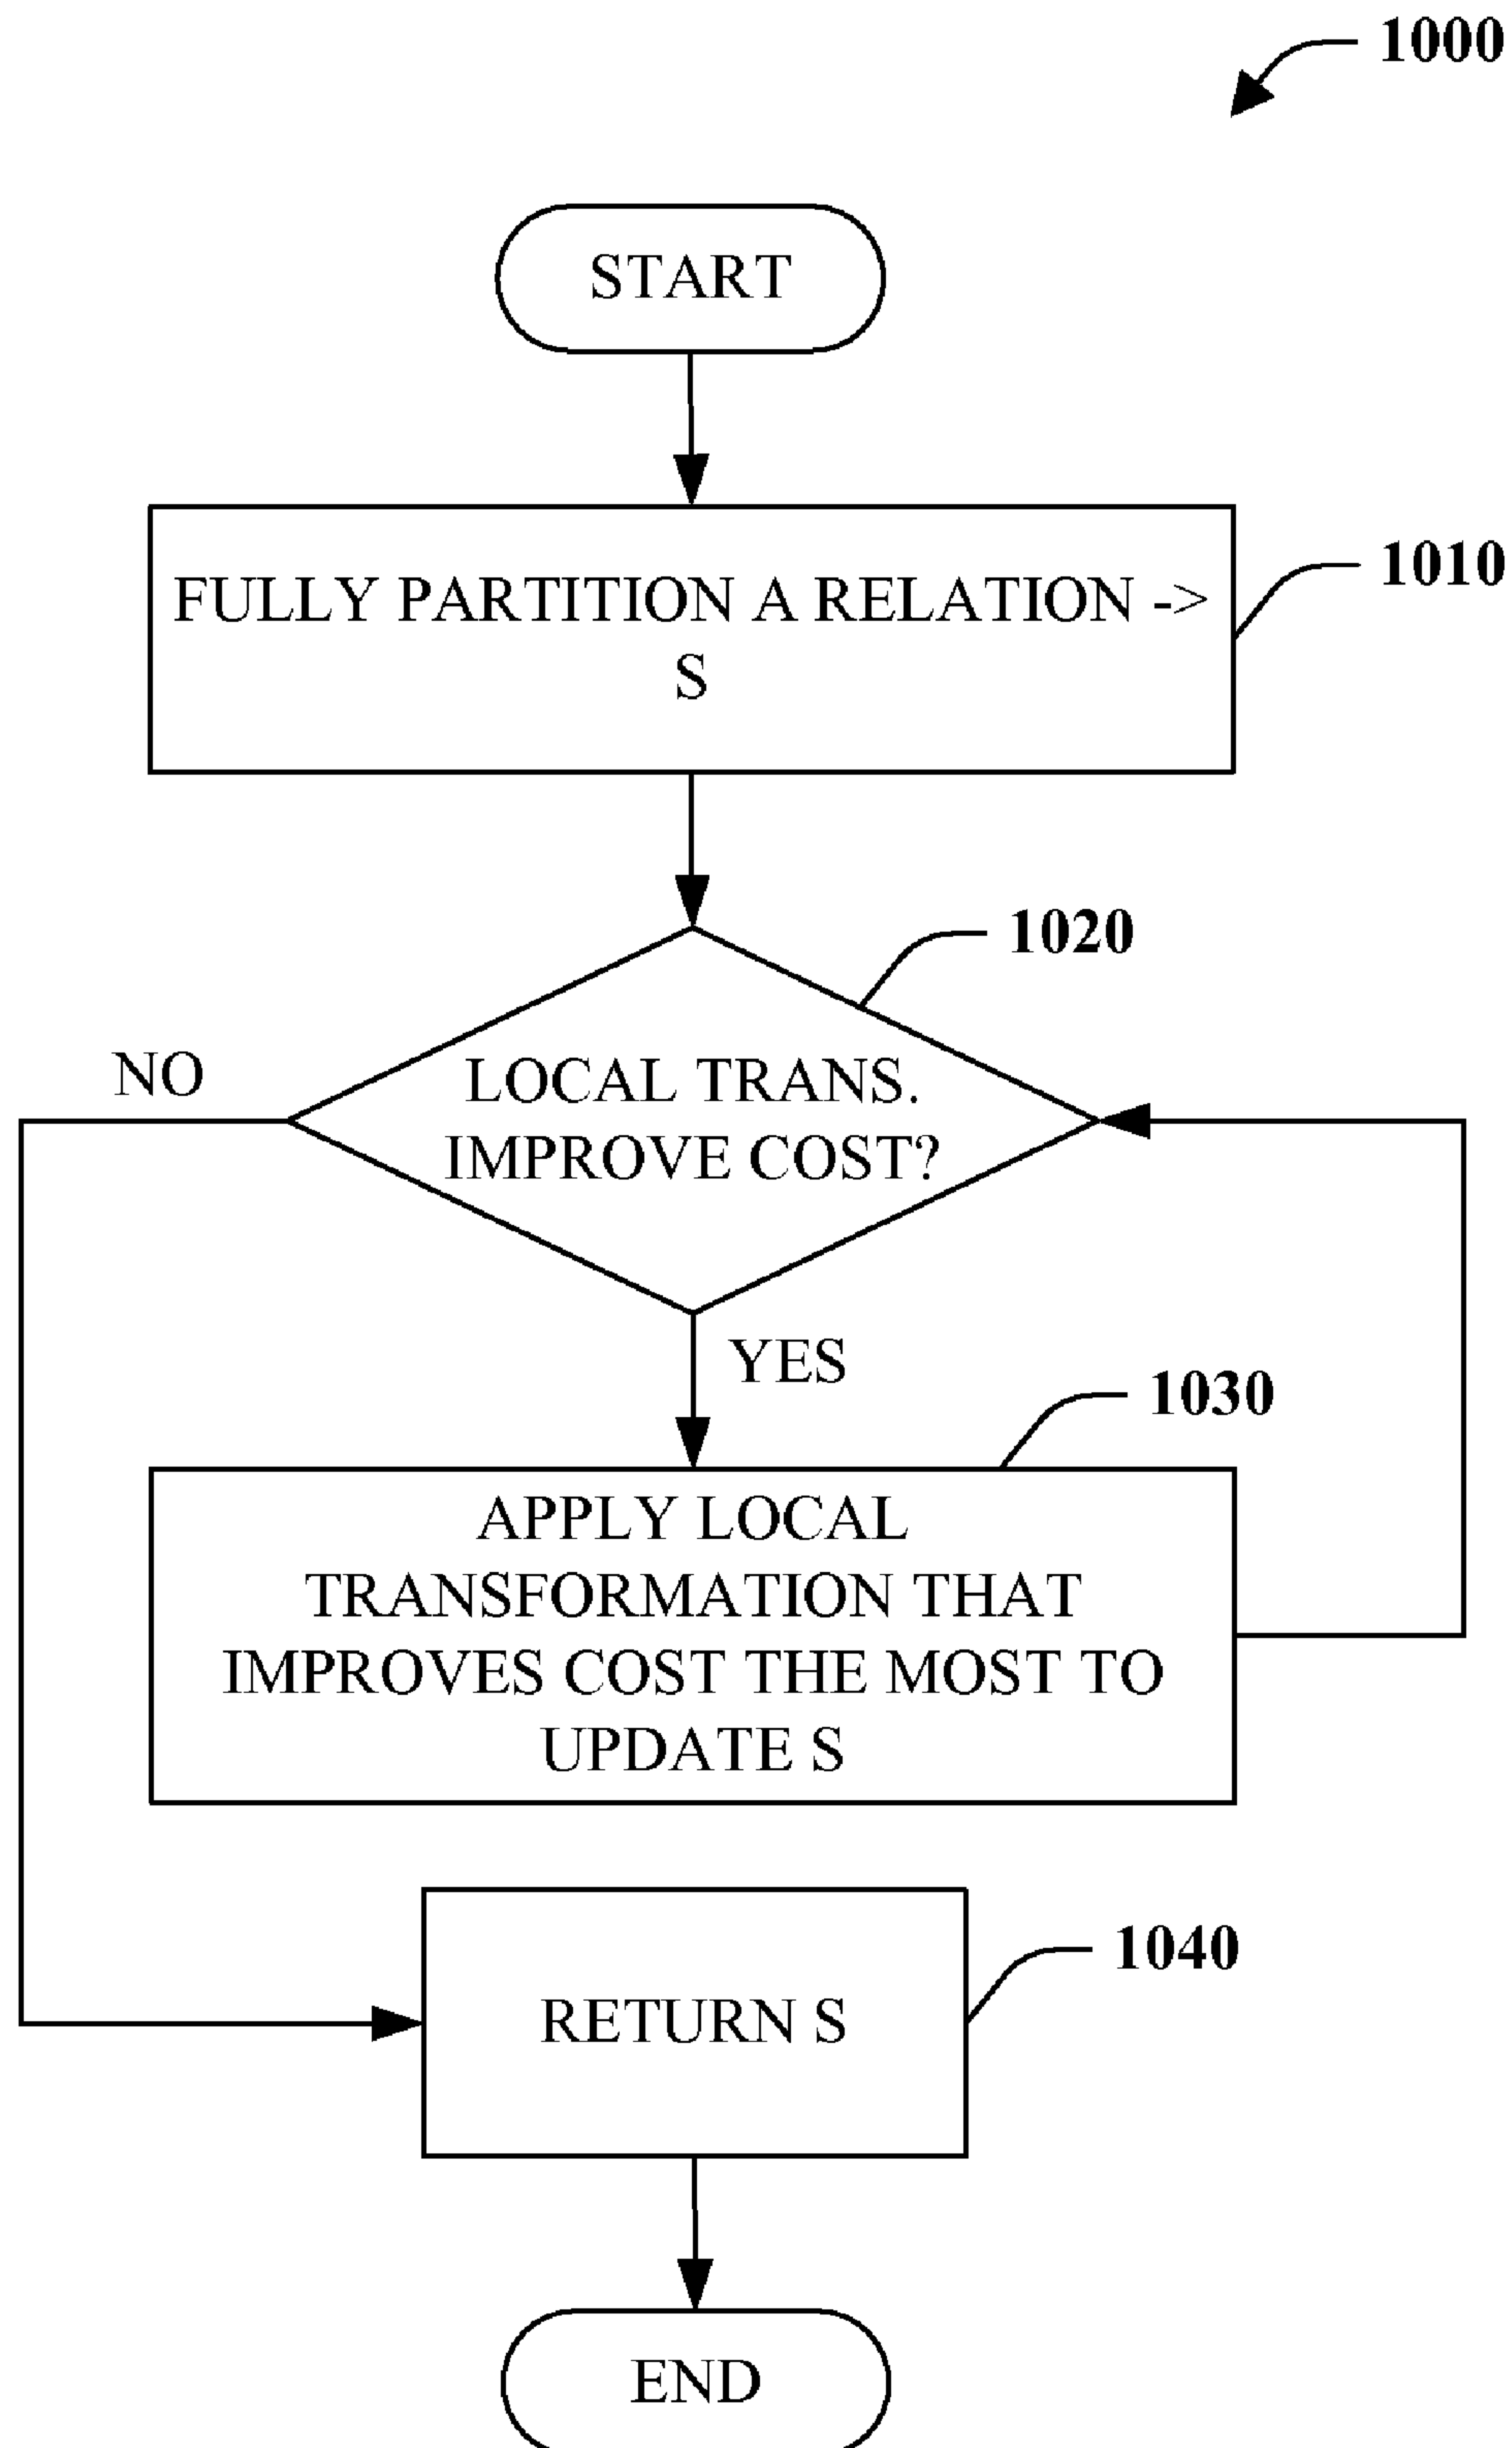 1000
START
FULLY PARTITION A RELATION ->
S
1010
1020
LOCAL TRANS.
IMPROVE COST?
NO
YES
1030
APPLY LOCAL
TRANSFORMATION THAT
IMPROVES COST THE MOST TO
UPDATE S
1040
RETURN S
END